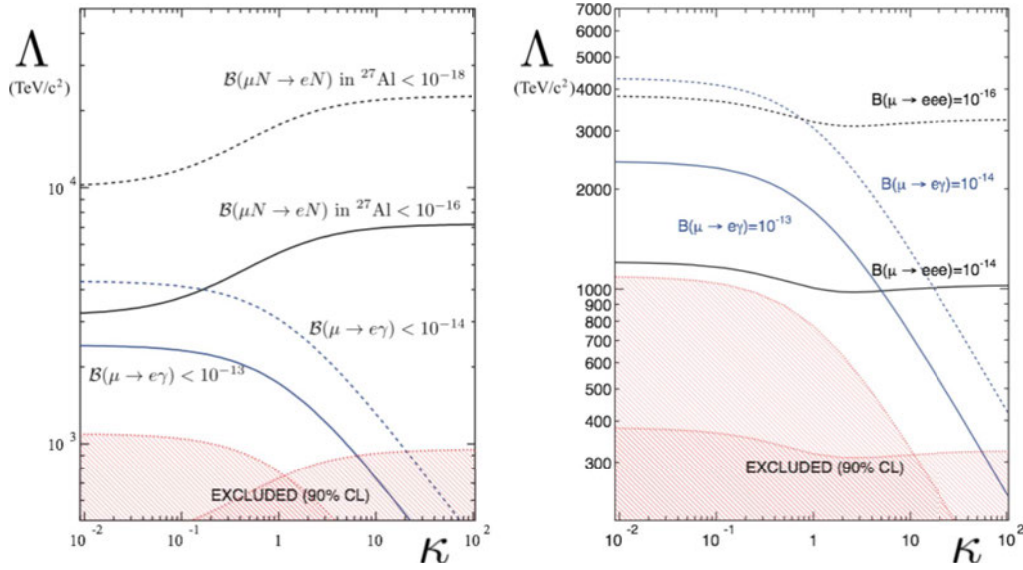 Λ
(TeV/c²)
10⁴
10³
B(μN → eN) in ²⁷Al < 10⁻¹⁸
B(μN → eN) in ²⁷Al < 10⁻¹⁶
B(μ → eγ) < 10⁻¹⁴
B(μ → eγ) < 10⁻¹³
EXCLUDED (90% CL)
10⁻² 10⁻¹ 1 10 10²
κ
Λ
(TeV/c²)
7000
6000
5000
4000
3000
2000
1000
900
800
700
600
500
400
300
B(μ → eee)=10⁻¹⁶
B(μ → eγ)=10⁻¹⁴
B(μ → eγ)=10⁻¹³
B(μ → eee)=10⁻¹⁴
EXCLUDED (90% CL)
10⁻² 10⁻¹ 1 10 10²
κ